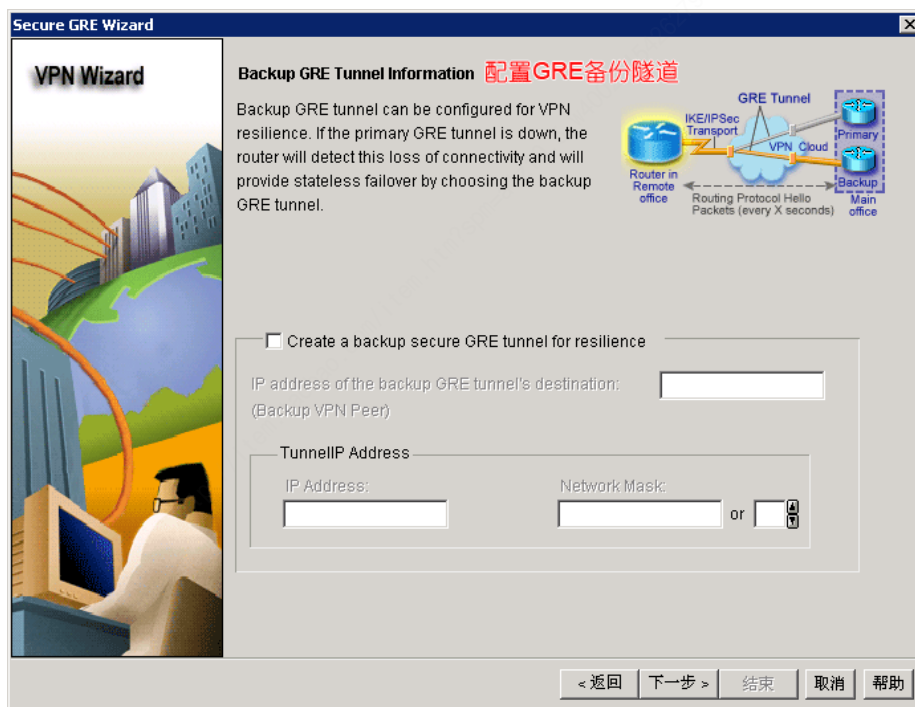 Secure GRE Wizard
VPN Wizard
Backup GRE Tunnel Information 配置GRE备份隧道
Backup GRE tunnel can be configured for VPN
resilience. If the primary GRE tunnel is down, the
router will detect this loss of connectivity and will
provide stateless failover by choosing the backup
GRE tunnel.
GRE Tunnel
IKE/IPSec
Transport
Primary
VPN Cloud
Router in
Remote
office
Backup
Routing Protocol Hello
Packets (every X seconds)
Main
office
Create a backup secure GRE tunnel for resilience
IP address of the backup GRE tunnel's destination:
(Backup VPN Peer)
TunnelIP Address
IP Address:
Network Mask:
or
< 返回
下一步 >
结束
取消
帮助